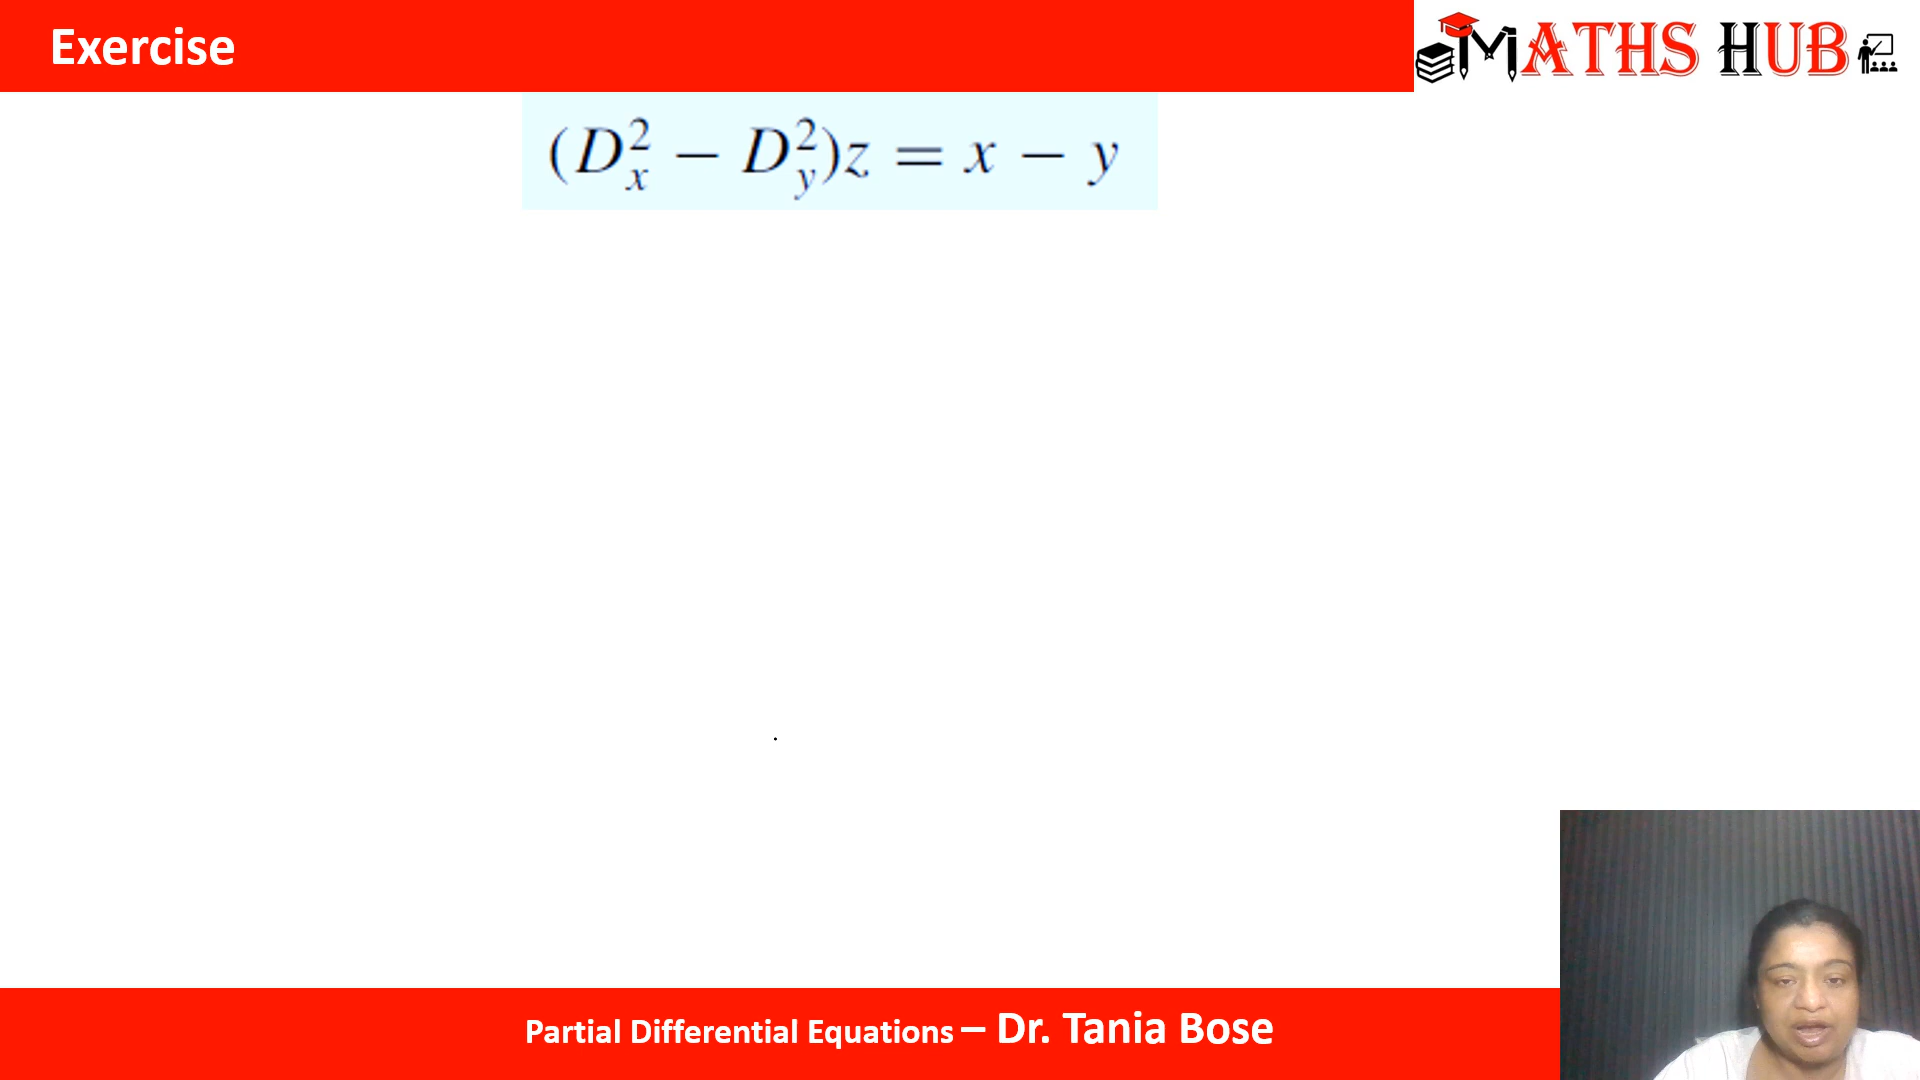 Exercise
MATHS HUB
(D_x^2 − D_y^2)z = x − y
Partial Differential Equations – Dr. Tania Bose